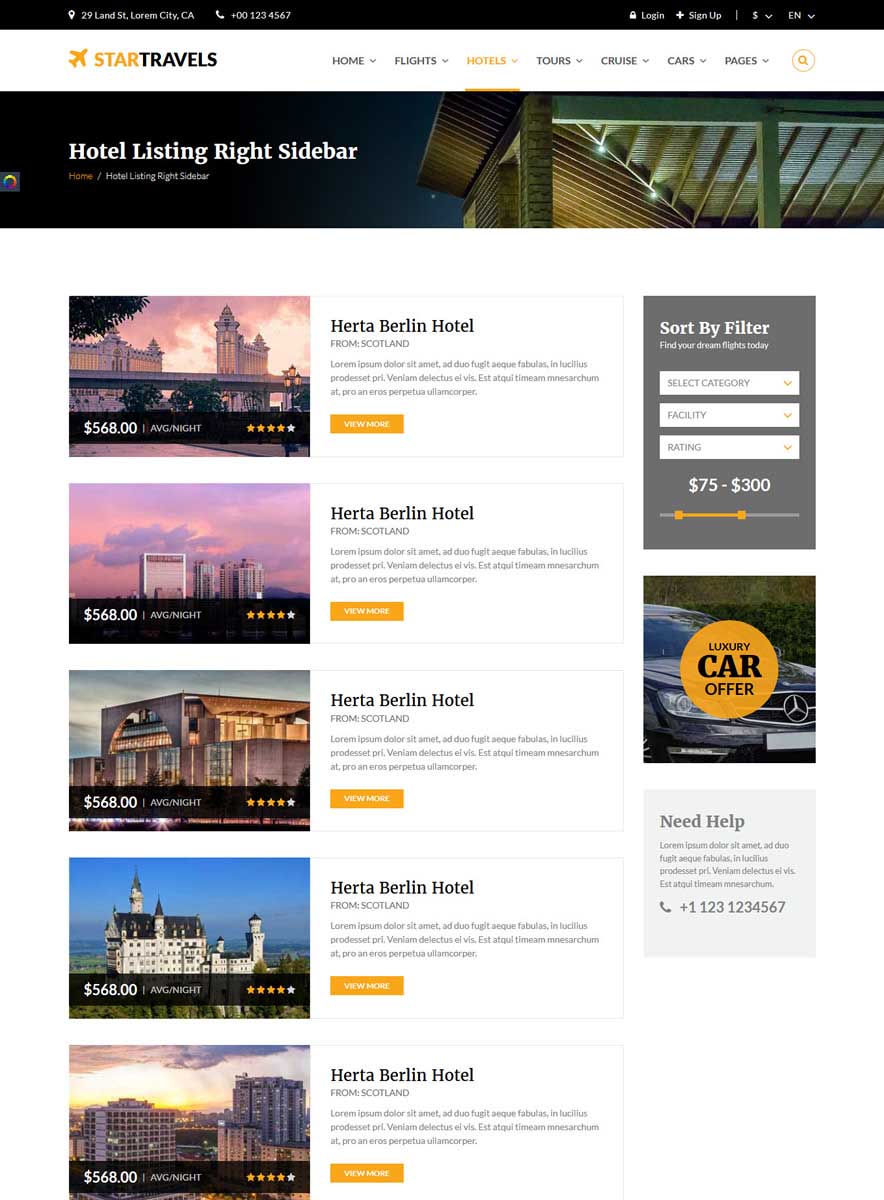 29 Land St, Lorem City, CA
+00 123 4567
Login
Sign Up
$
EN
STARTRAVELS
HOME
FLIGHTS
HOTELS
TOURS
CRUISE
CARS
PAGES
Hotel Listing Right Sidebar
Home / Hotel Listing Right Sidebar
$568.00 | AVG/NIGHT
Herta Berlin Hotel
FROM: SCOTLAND
Lorem ipsum dolor sit amet, ad duo fugit aeque fabulas, in lucilius
prodesset pri. Veniam delectus ei vis. Est atqui timeam mnesarchum
at, pro an eros perpetua ullamcorper.
VIEW MORE
$568.00 | AVG/NIGHT
Herta Berlin Hotel
FROM: SCOTLAND
Lorem ipsum dolor sit amet, ad duo fugit aeque fabulas, in lucilius
prodesset pri. Veniam delectus ei vis. Est atqui timeam mnesarchum
at, pro an eros perpetua ullamcorper.
VIEW MORE
$568.00 | AVG/NIGHT
Herta Berlin Hotel
FROM: SCOTLAND
Lorem ipsum dolor sit amet, ad duo fugit aeque fabulas, in lucilius
prodesset pri. Veniam delectus ei vis. Est atqui timeam mnesarchum
at, pro an eros perpetua ullamcorper.
VIEW MORE
$568.00 | AVG/NIGHT
Herta Berlin Hotel
FROM: SCOTLAND
Lorem ipsum dolor sit amet, ad duo fugit aeque fabulas, in lucilius
prodesset pri. Veniam delectus ei vis. Est atqui timeam mnesarchum
at, pro an eros perpetua ullamcorper.
VIEW MORE
$568.00 | AVG/NIGHT
Herta Berlin Hotel
FROM: SCOTLAND
Lorem ipsum dolor sit amet, ad duo fugit aeque fabulas, in lucilius
prodesset pri. Veniam delectus ei vis. Est atqui timeam mnesarchum
at, pro an eros perpetua ullamcorper.
VIEW MORE
Sort By Filter
Find your dream flights today
SELECT CATEGORY
FACILITY
RATING
$75 - $300
LUXURY
CAR
OFFER
Need Help
Lorem ipsum dolor sit amet, ad duo
fugit aeque fabulas, in lucilius
prodesset pri. Veniam delectus ei vis.
Est atqui timeam mnesarchum.
+1 123 1234567